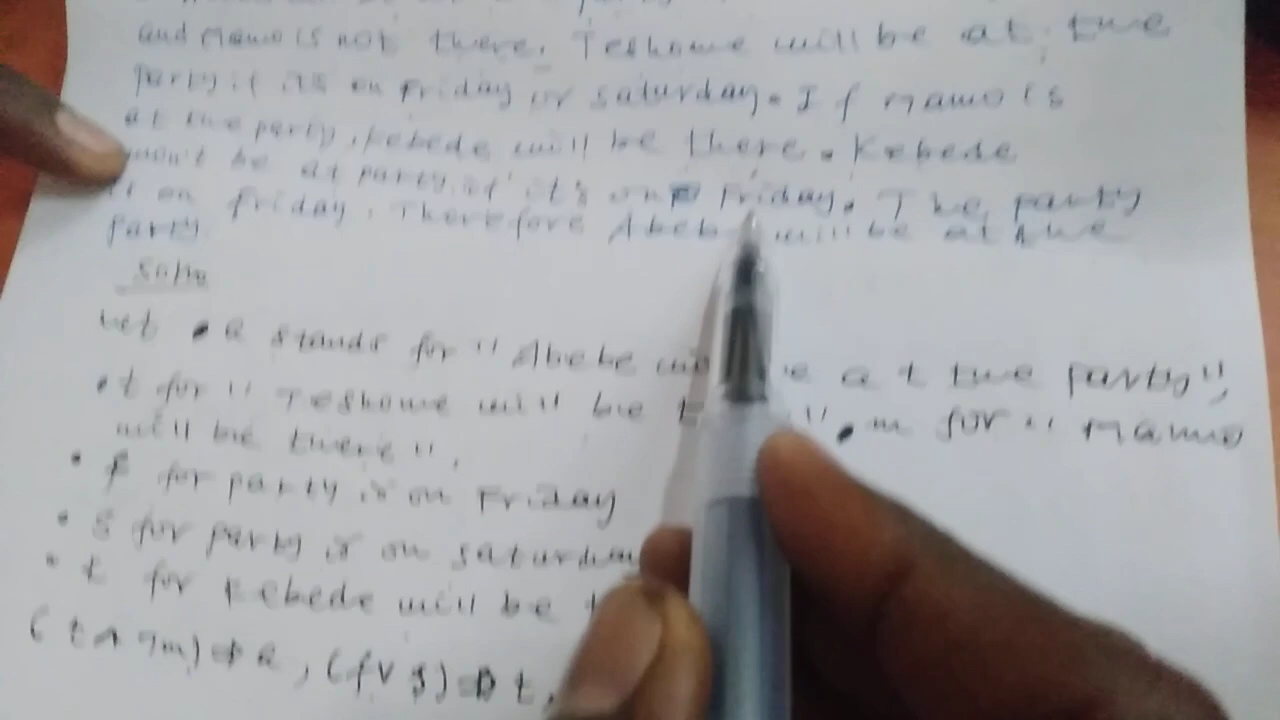 and Mamo is not there. Teshome will be at the
party if its on Friday or Saturday. If Mamo is
at the party, Kebede will be there. Kebede
won't be at party if it's on Friday. The party
is on friday. Therefore Abebe will be at the
party.
Soln
Let a stands for "Abebe at the party",
• t for " Teshome will be ". m for " Mamo
will be there",
• f for party is on Friday
• S for party is on saturday
• for Kebede will be
(t ∧ ¬m) ⇒ a, (f ∨ s) ⇒ t,